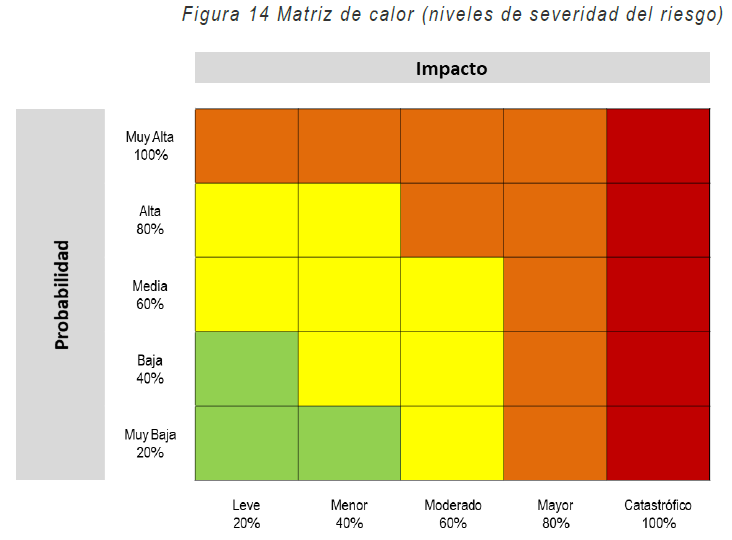 Figura 14 Matriz de calor (niveles de severidad del riesgo)
Impacto
Probabilidad
Muy Alta
100%
Alta
80%
Media
60%
Baja
40%
Muy Baja
20%
Leve
20%
Menor
40%
Moderado
60%
Mayor
80%
Catastrófico
100%